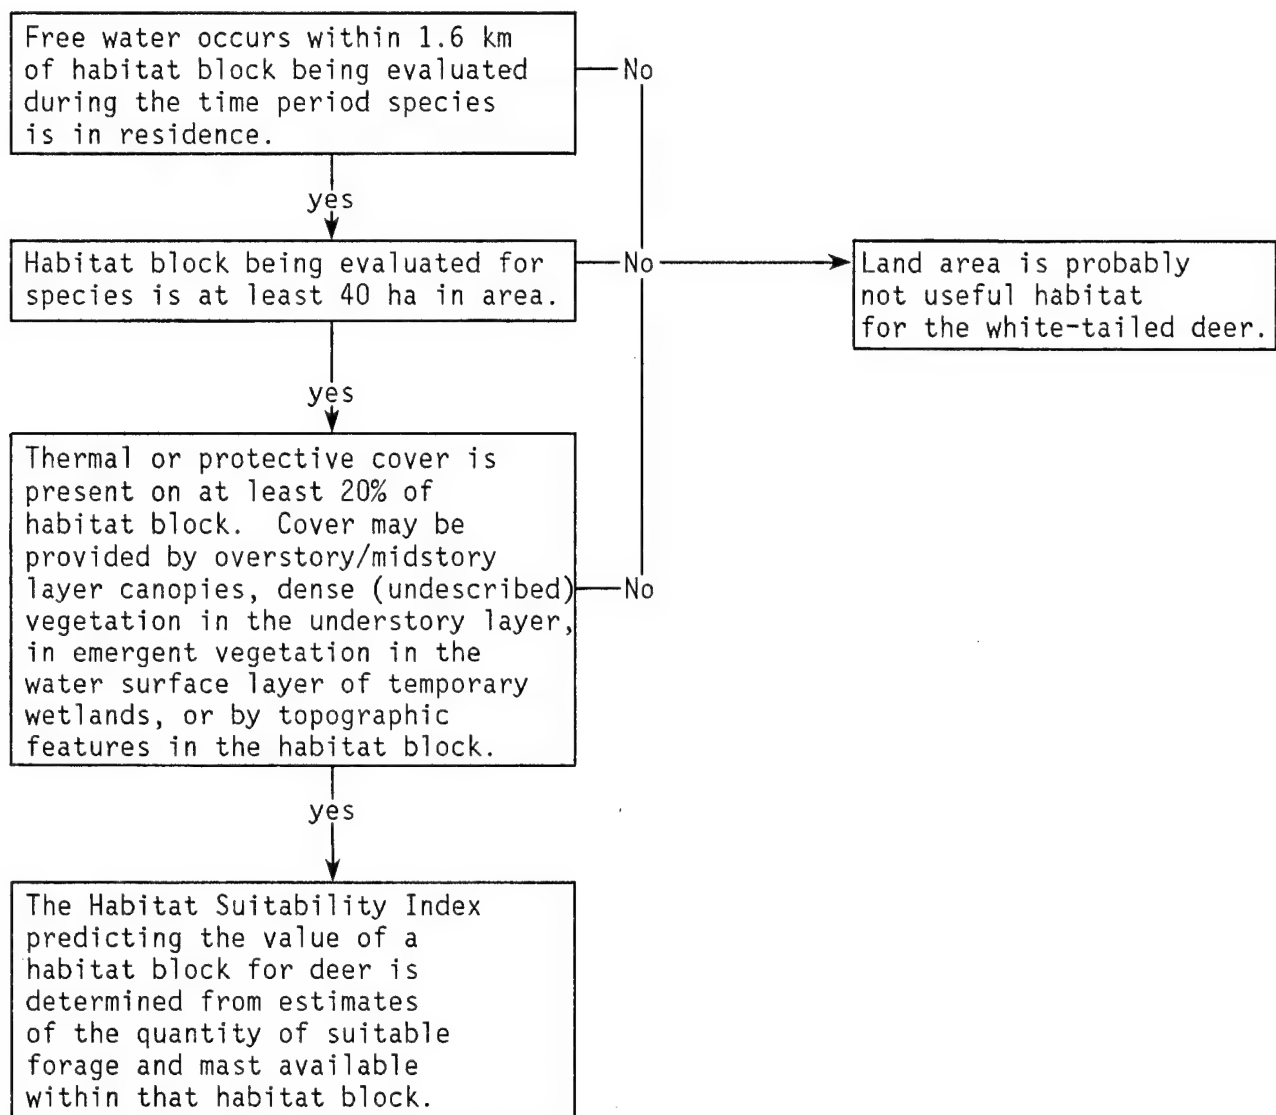 Free water occurs within 1.6 km
of habitat block being evaluated
during the time period species
is in residence.
No
yes
Habitat block being evaluated for
species is at least 40 ha in area.
No
Land area is probably
not useful habitat
for the white-tailed deer.
yes
Thermal or protective cover is
present on at least 20% of
habitat block.  Cover may be
provided by overstory/midstory
layer canopies, dense (undescribed)
vegetation in the understory layer,
in emergent vegetation in the
water surface layer of temporary
wetlands, or by topographic
features in the habitat block.
No
yes
The Habitat Suitability Index
predicting the value of a
habitat block for deer is
determined from estimates
of the quantity of suitable
forage and mast available
within that habitat block.